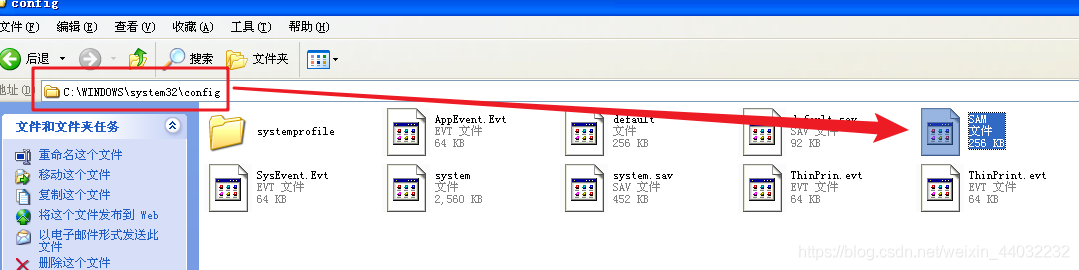 config
文件(F) 编辑(E) 查看(V) 收藏(A) 工具(T) 帮助(H)
后退 搜索 文件夹
地址(D) C:\WINDOWS\system32\config
文件和文件夹任务
重命名这个文件
移动这个文件
复制这个文件
将这个文件发布到 Web
以电子邮件形式发送此
文件
删除这个文件
systemprofile
AppEvent.Evt
EVT 文件
64 KB
default
文件
256 KB
default.sav
SAV 文件
92 KB
SAM
文件
256 KB
SysEvent.Evt
EVT 文件
64 KB
system
文件
2,560 KB
system.sav
SAV 文件
452 KB
ThinPrin.evt
EVT 文件
64 KB
ThinPrint.evt
EVT 文件
64 KB
https://blog.csdn.net/weixin_44032232